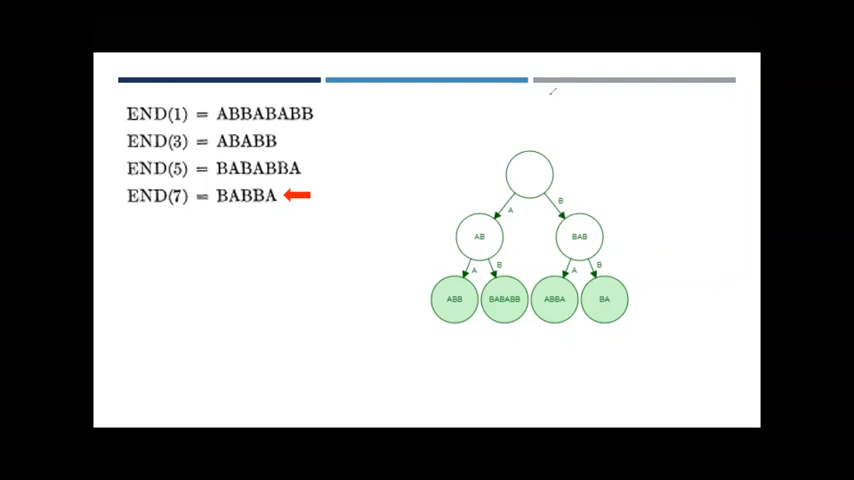 END(1) = ABBABABB
END(3) = ABABB
END(5) = BABABBA
END(7) = BABBA
A
B
AB
BAB
A
B
A
B
ABB
BABABB
ABBA
BA